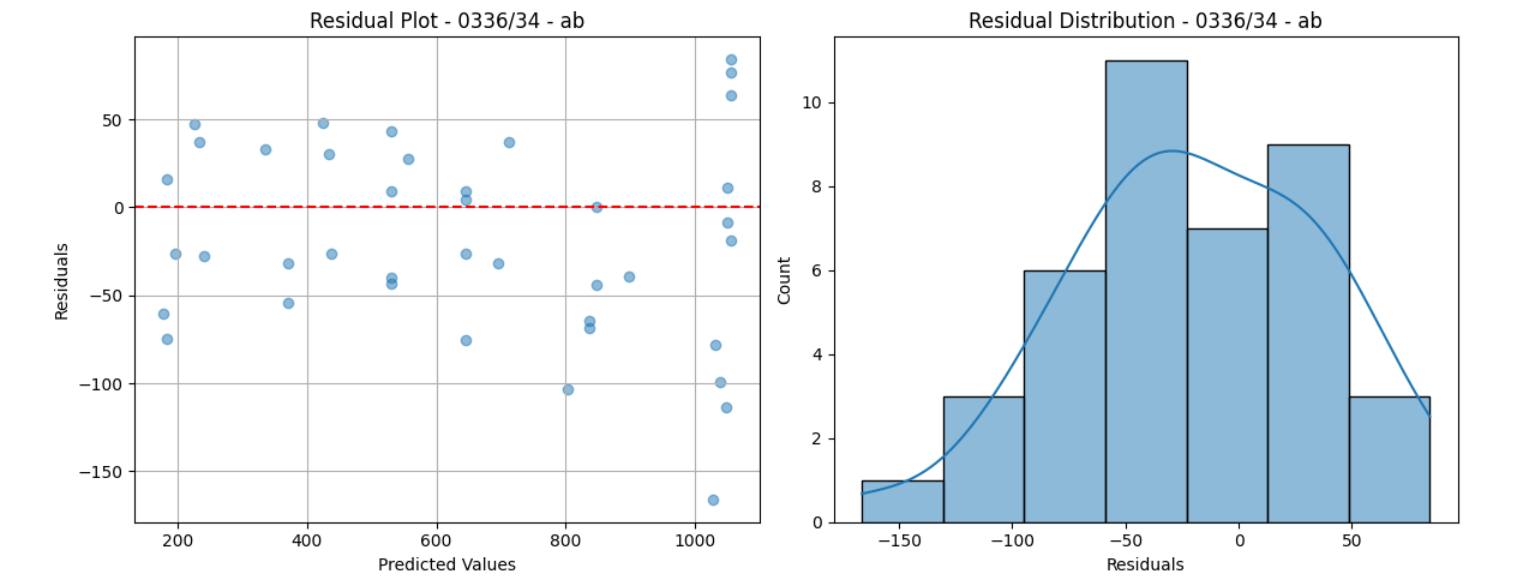 Residual Plot - 0336/34 - ab
50
0
−50
−100
−150
Residuals
200 400 600 800 1000
Predicted Values
Residual Distribution - 0336/34 - ab
10
8
6
4
2
0
Count
−150 −100 −50 0 50
Residuals